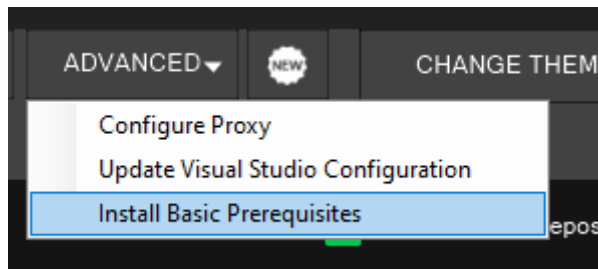 ADVANCED
NEW
CHANGE THEM
Configure Proxy
Update Visual Studio Configuration
Install Basic Prerequisites
epos